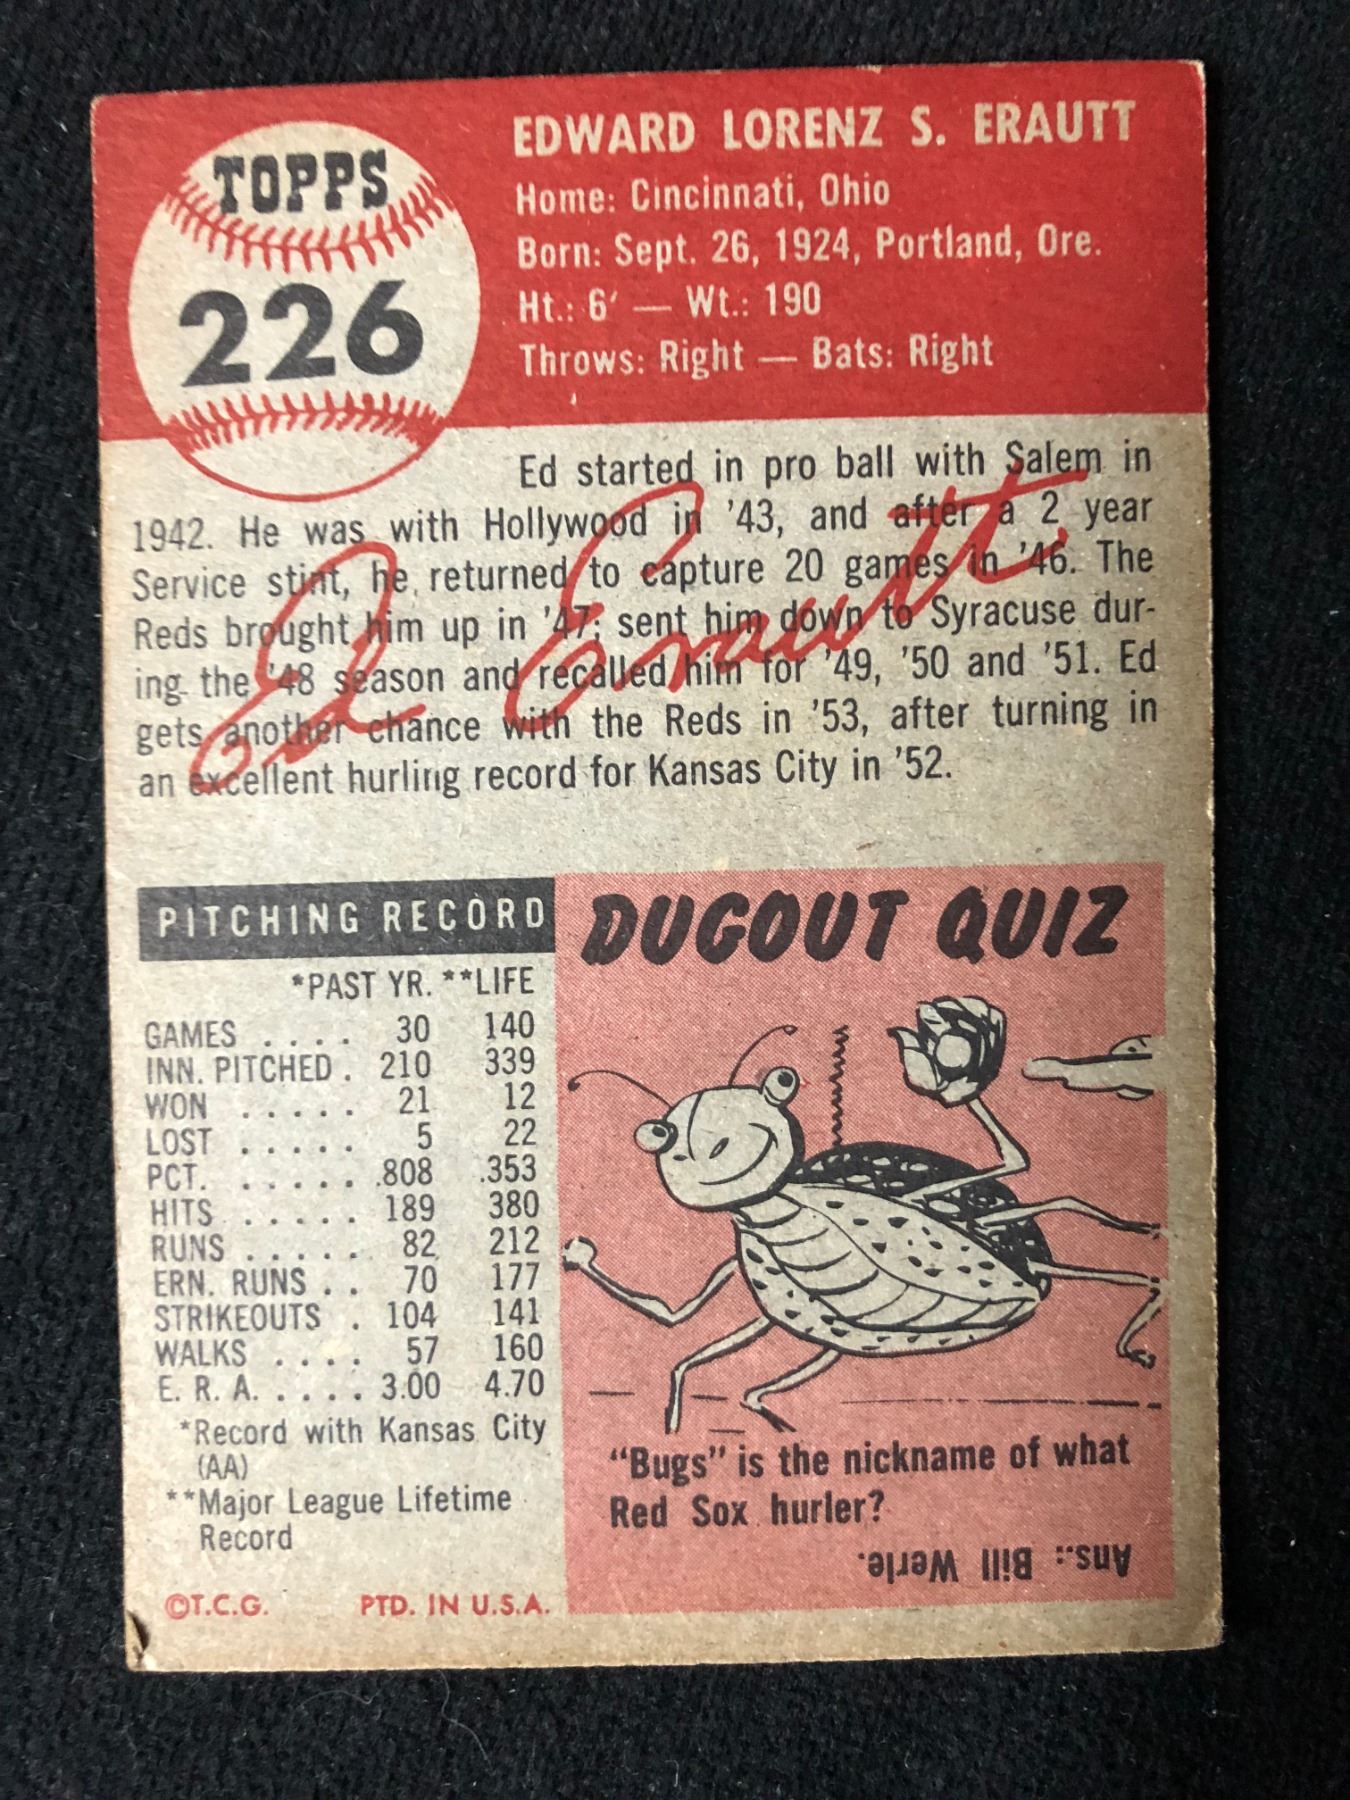 TOPPS
226
EDWARD LORENZ S. ERAUTT
Home: Cincinnati, Ohio
Born: Sept. 26, 1924, Portland, Ore.
Ht.: 6' — Wt.: 190
Throws: Right — Bats: Right
Ed started in pro ball with Salem in
1942. He was with Hollywood in '43, and after a 2 year
Service stint, he returned to capture 20 games in '46. The
Reds brought him up in '47; sent him down to Syracuse dur-
ing the '48 season and recalled him for '49, '50 and '51. Ed
gets another chance with the Reds in '53, after turning in
an excellent hurling record for Kansas City in '52.
Ed Erautt
PITCHING RECORD
*PAST YR. **LIFE
GAMES . . . . 30 140
INN. PITCHED . 210 339
WON . . . . . 21 12
LOST . . . . . 5 22
PCT. . . . . . .808 .353
HITS . . . . . 189 380
RUNS . . . . . 82 212
ERN. RUNS . . 70 177
STRIKEOUTS . 104 141
WALKS . . . . 57 160
E. R. A. . . . . 3.00 4.70
*Record with Kansas City
(AA)
**Major League Lifetime
Record
©T.C.G. PTD. IN U.S.A.
DUGOUT QUIZ
"Bugs" is the nickname of what
Red Sox hurler?
Ans.: Bill Werle.